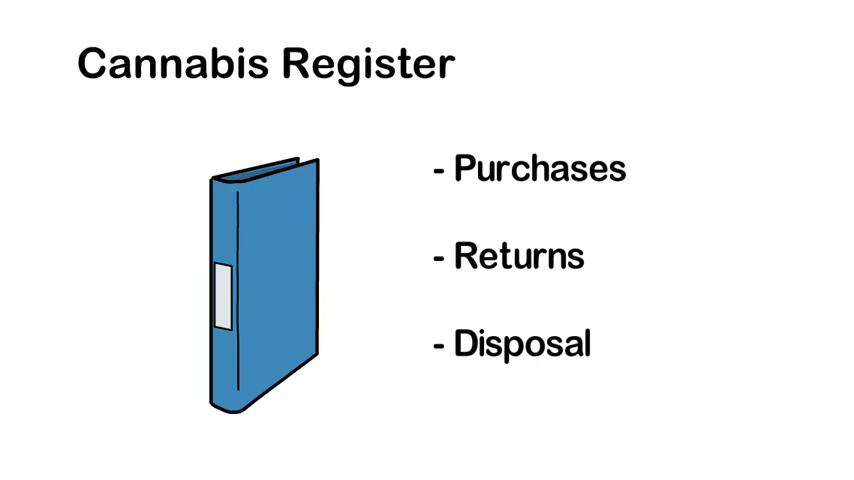 Cannabis Register
- Purchases
- Returns
- Disposal